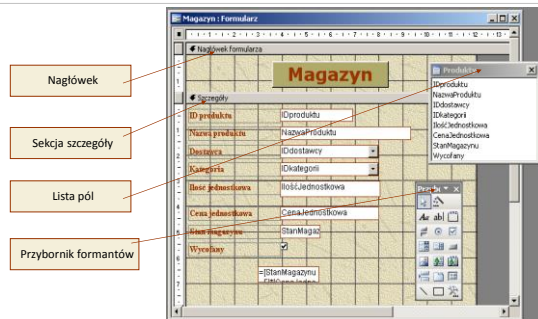 Magazyn : Formularz
Nagłówek formularza
Magazyn
Szczegóły
ID produktu
IDproduktu
Nazwa produktu
NazwaProduktu
Dostawca
IDdostawcy
Kategoria
IDkategorii
Ilość jednostkowa
IlośćJednostkowa
Cena jednostkowa
CenaJednostkowa
Stan magazynu
StanMagaz
Wycofany
=[StanMagazynu
Nagłówek
Sekcja szczegóły
Lista pól
Przybornik formantów
Produkty
IDproduktu
NazwaProduktu
IDdostawcy
IDkategorii
IlośćJednostkowa
CenaJednostkowa
StanMagazynu
Wycofany
Aa ab|